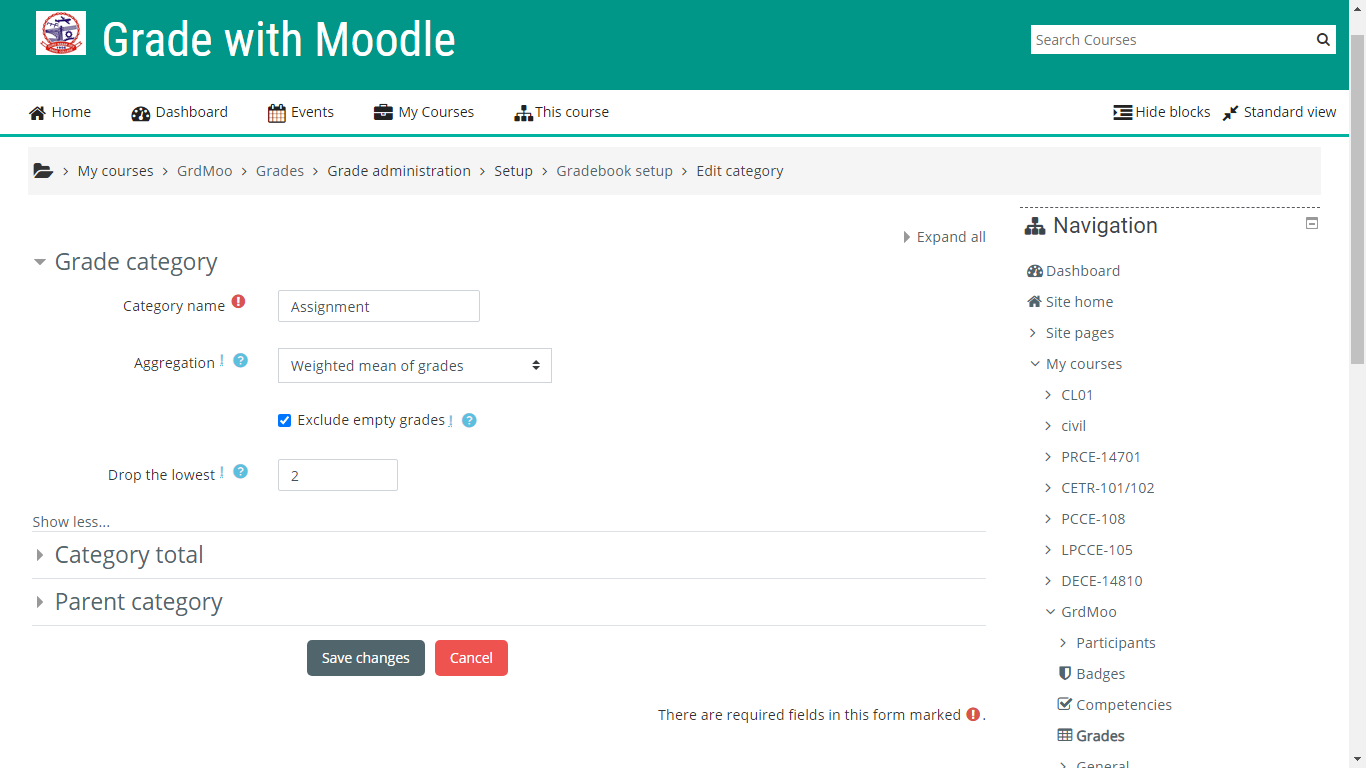 Grade with Moodle
Search Courses
Home Dashboard Events My Courses This course Hide blocks Standard view
My courses GrdMoo Grades Grade administration Setup Gradebook setup Edit category
Expand all
Grade category
Category name
Assignment
Aggregation
Weighted mean of grades
Exclude empty grades
Drop the lowest
2
Show less...
Category total
Parent category
Save changes Cancel
There are required fields in this form marked .
Navigation
Dashboard
Site home
Site pages
My courses
CL01
civil
PRCE-14701
CETR-101/102
PCCE-108
LPCCE-105
DECE-14810
GrdMoo
Participants
Badges
Competencies
Grades
General